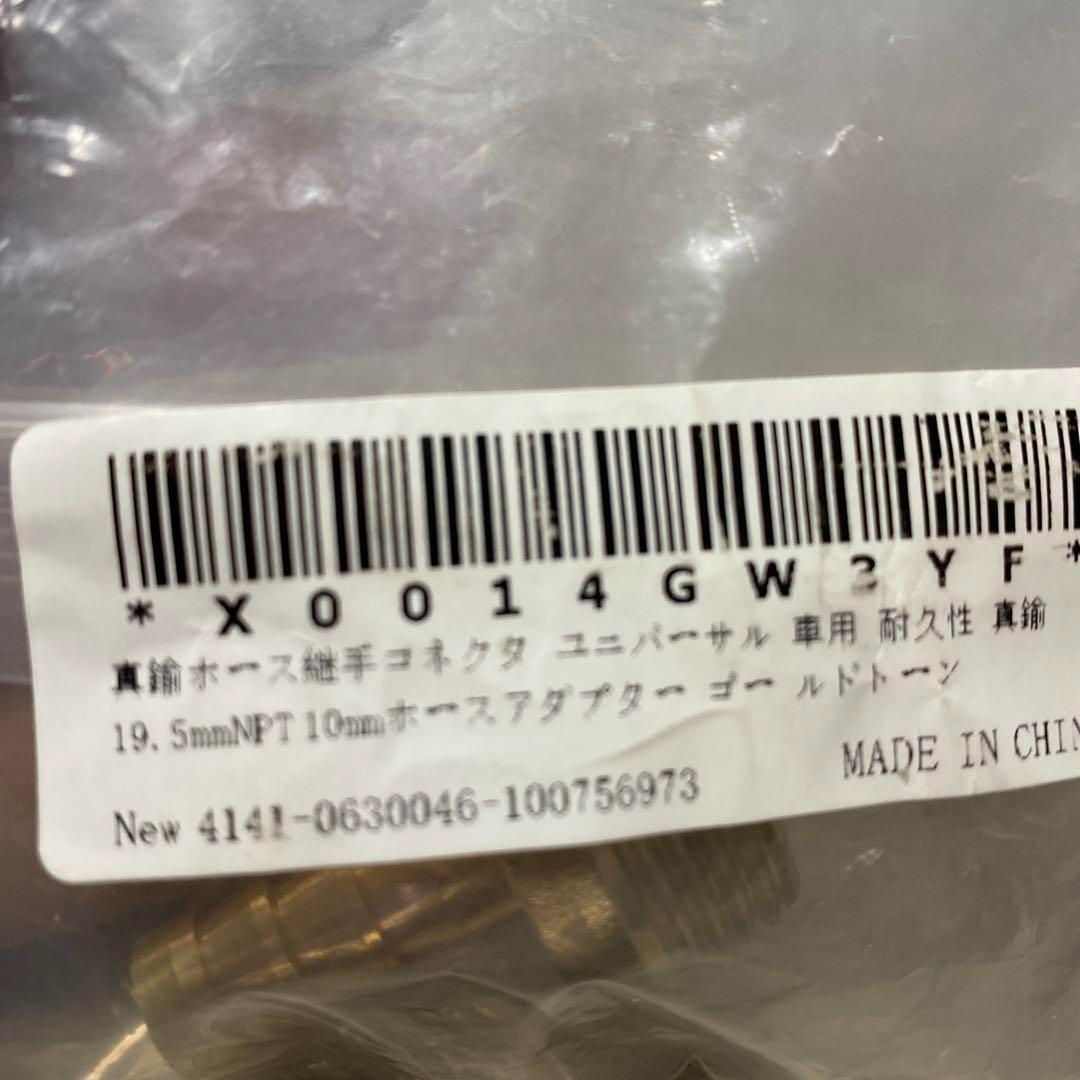 *X0014GW3YF*
真鍮ホース継手コネクタ ユニバーサル 車用 耐久性 真鍮
19.5mmNPT 10mmホースアダプター ゴールドトーン
MADE IN CHIN
New 4141-0630046-100756973